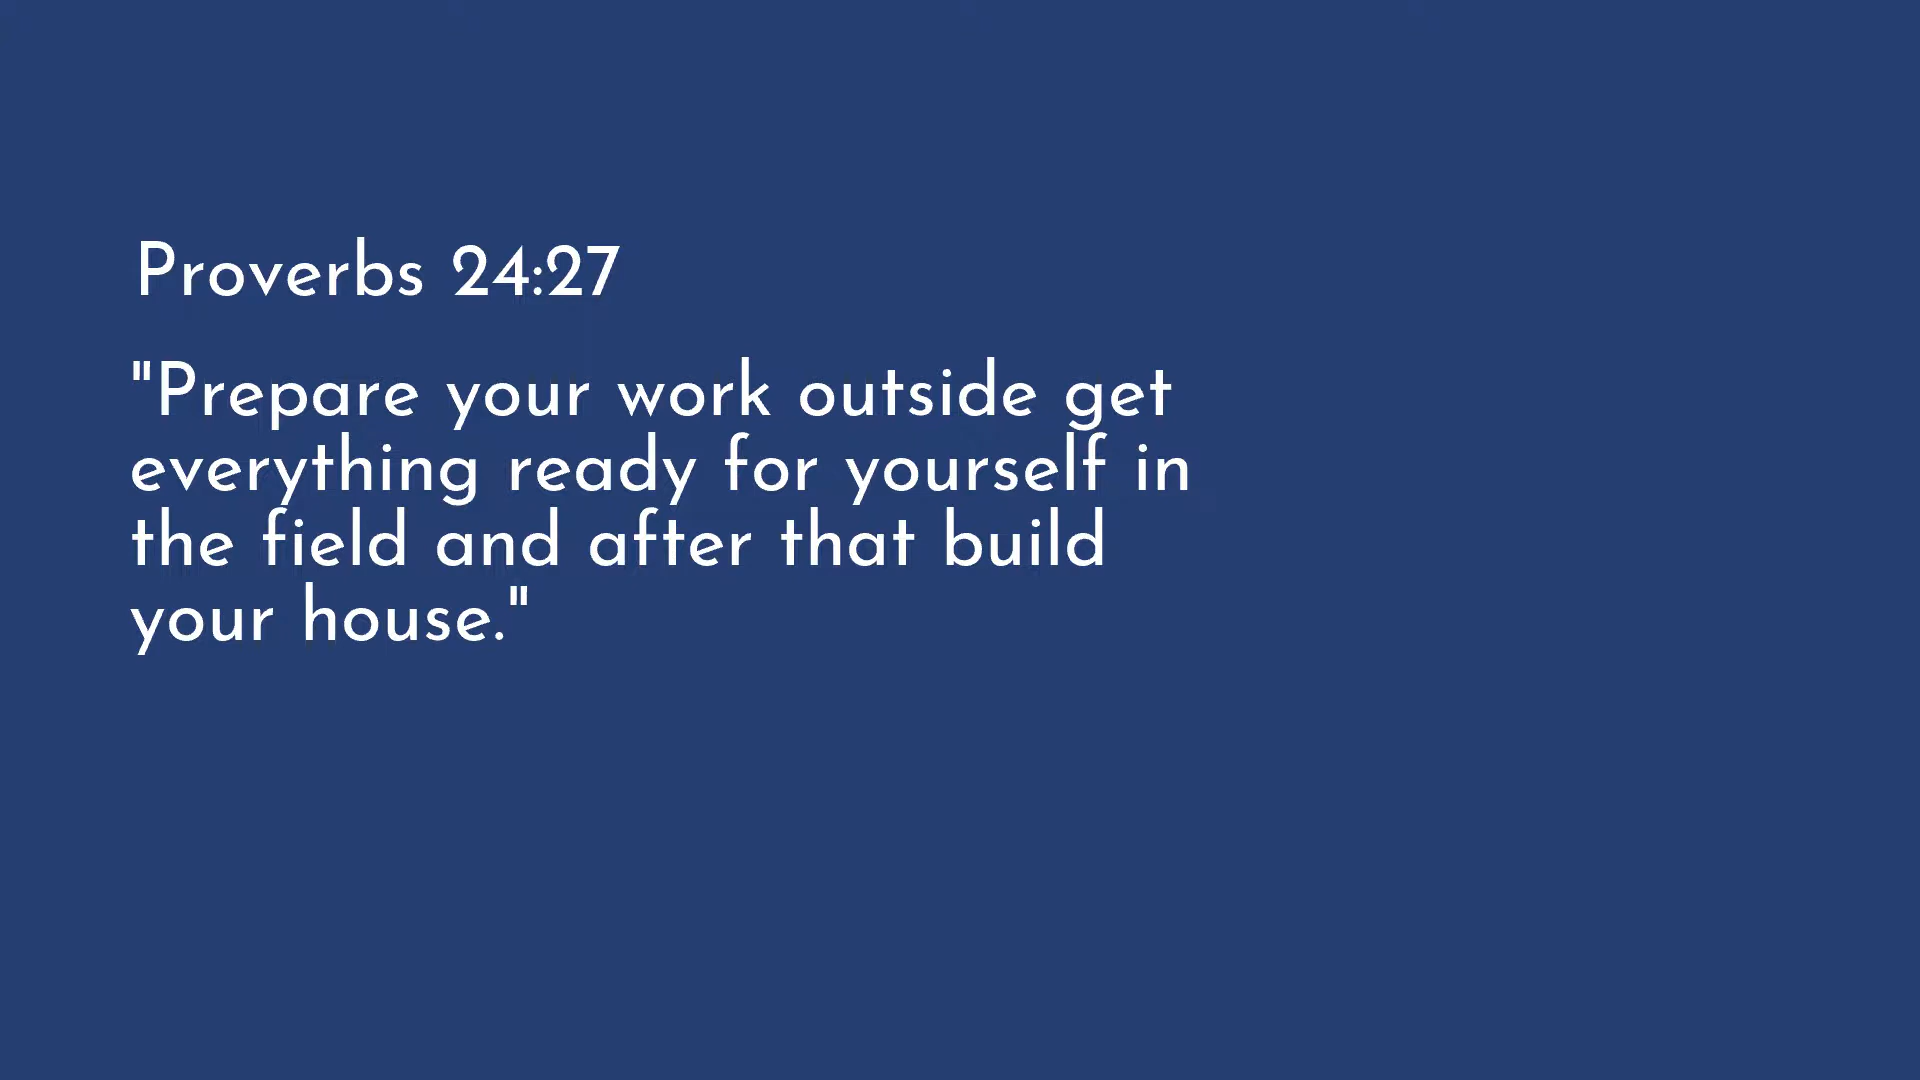 Proverbs 24:27
"Prepare your work outside get
everything ready for yourself in
the field and after that build
your house."